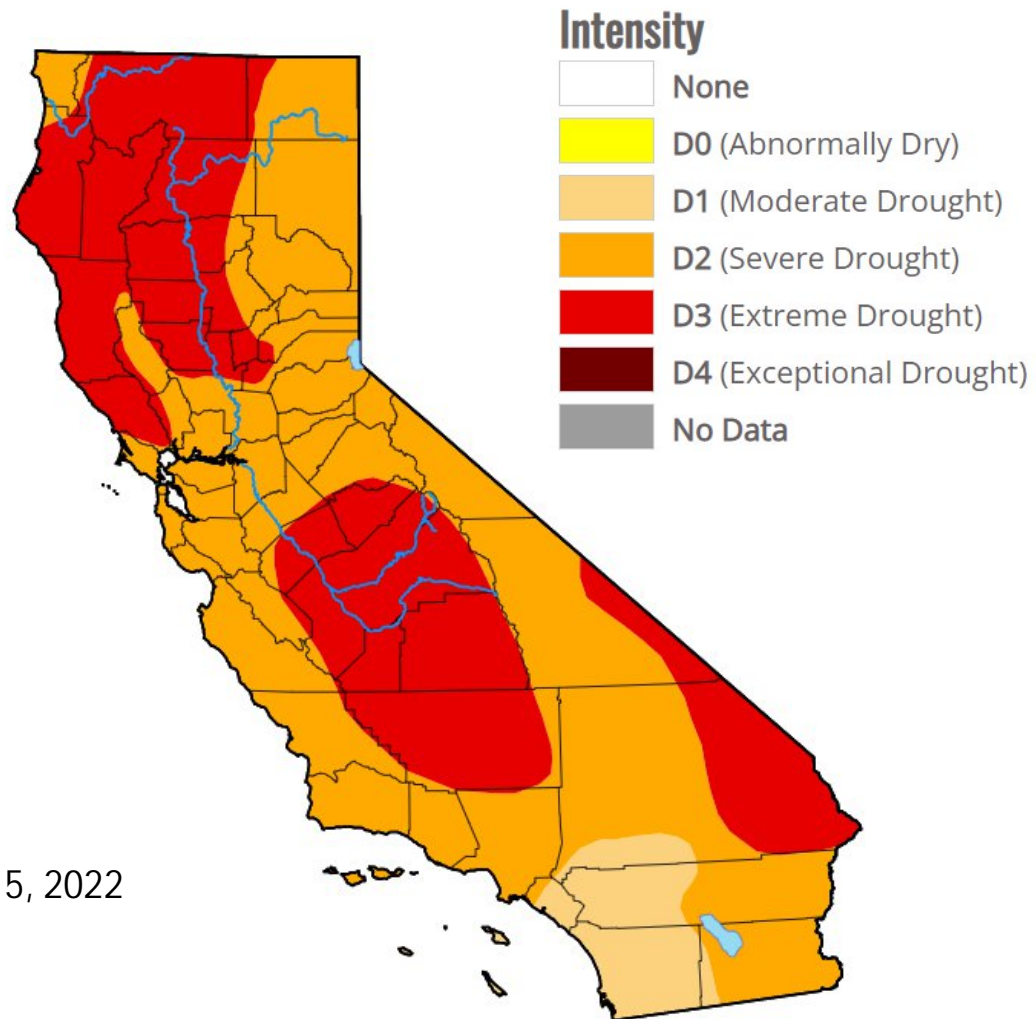 Intensity
None
D0 (Abnormally Dry)
D1 (Moderate Drought)
D2 (Severe Drought)
D3 (Extreme Drought)
D4 (Exceptional Drought)
No Data
5, 2022